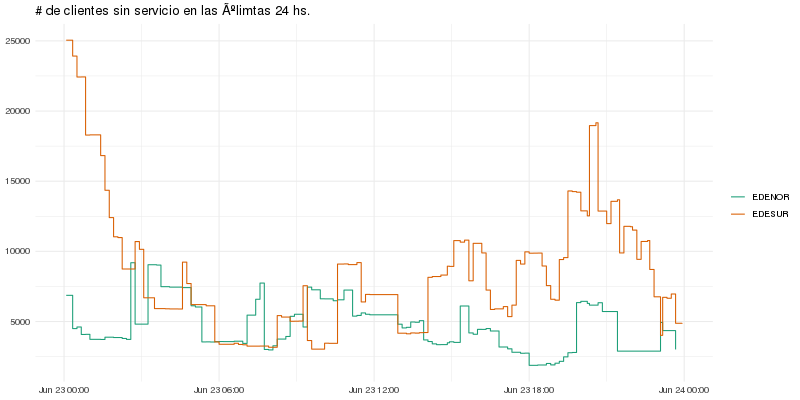 # de clientes sin servicio en las Ãºlimtas 24 hs.
25000
20000
15000
10000
5000
EDENOR
EDESUR
Jun 23 00:00
Jun 23 06:00
Jun 23 12:00
Jun 23 18:00
Jun 24 00:00